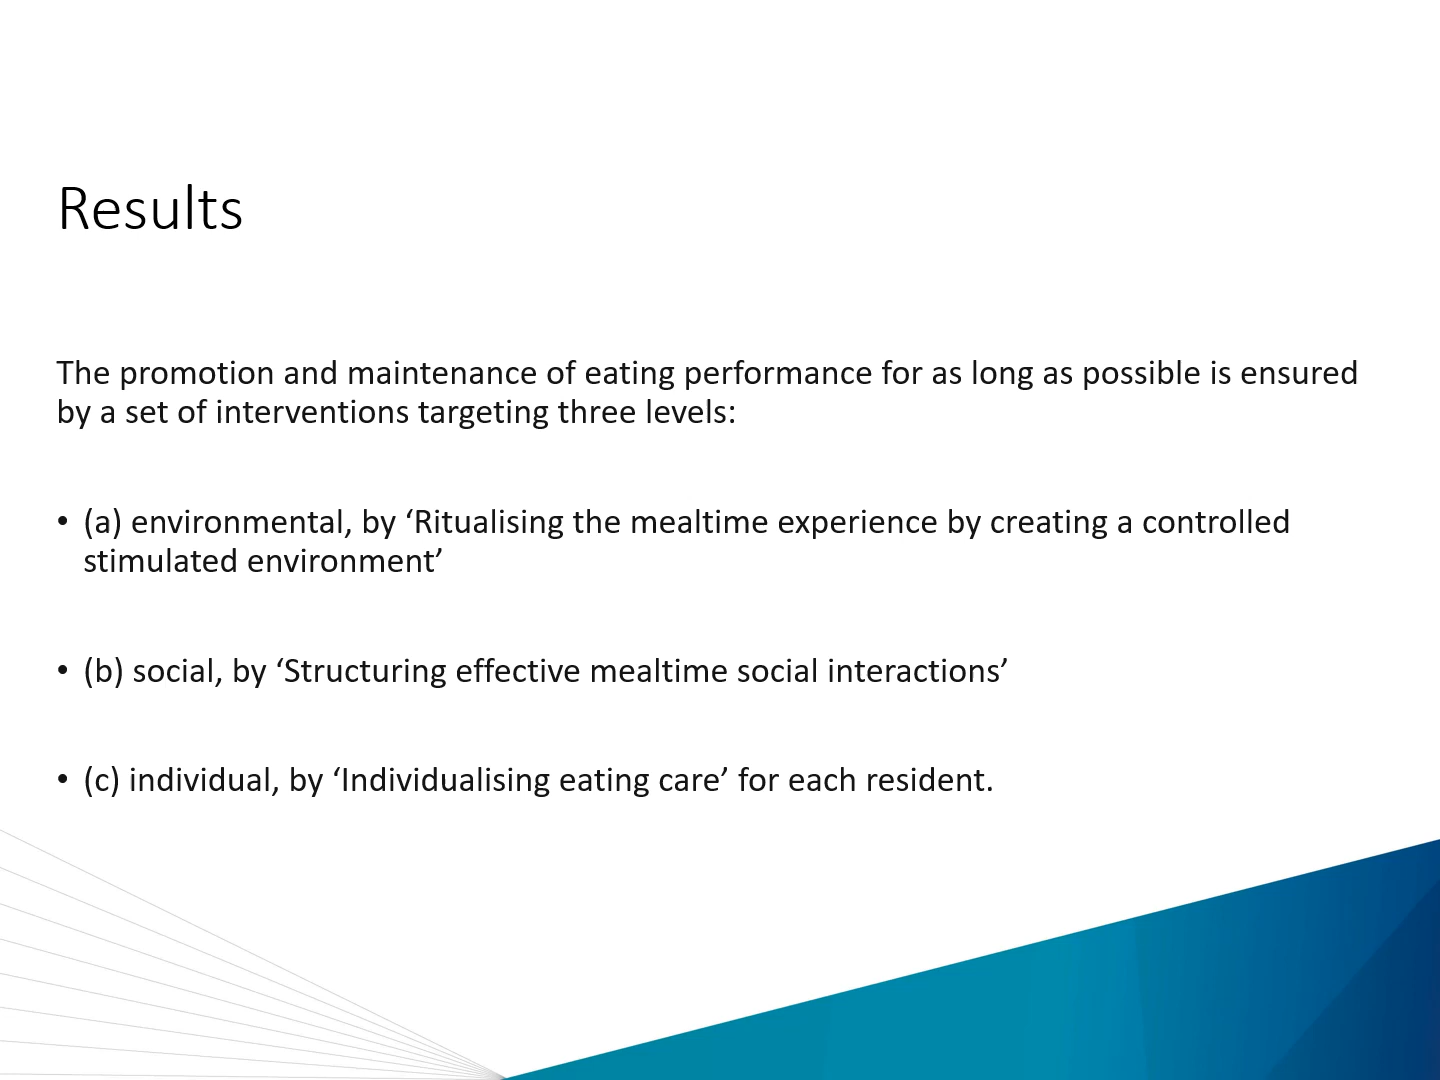 Results
The promotion and maintenance of eating performance for as long as possible is ensured
by a set of interventions targeting three levels:
• (a) environmental, by ‘Ritualising the mealtime experience by creating a controlled
stimulated environment’
• (b) social, by ‘Structuring effective mealtime social interactions’
• (c) individual, by ‘Individualising eating care’ for each resident.